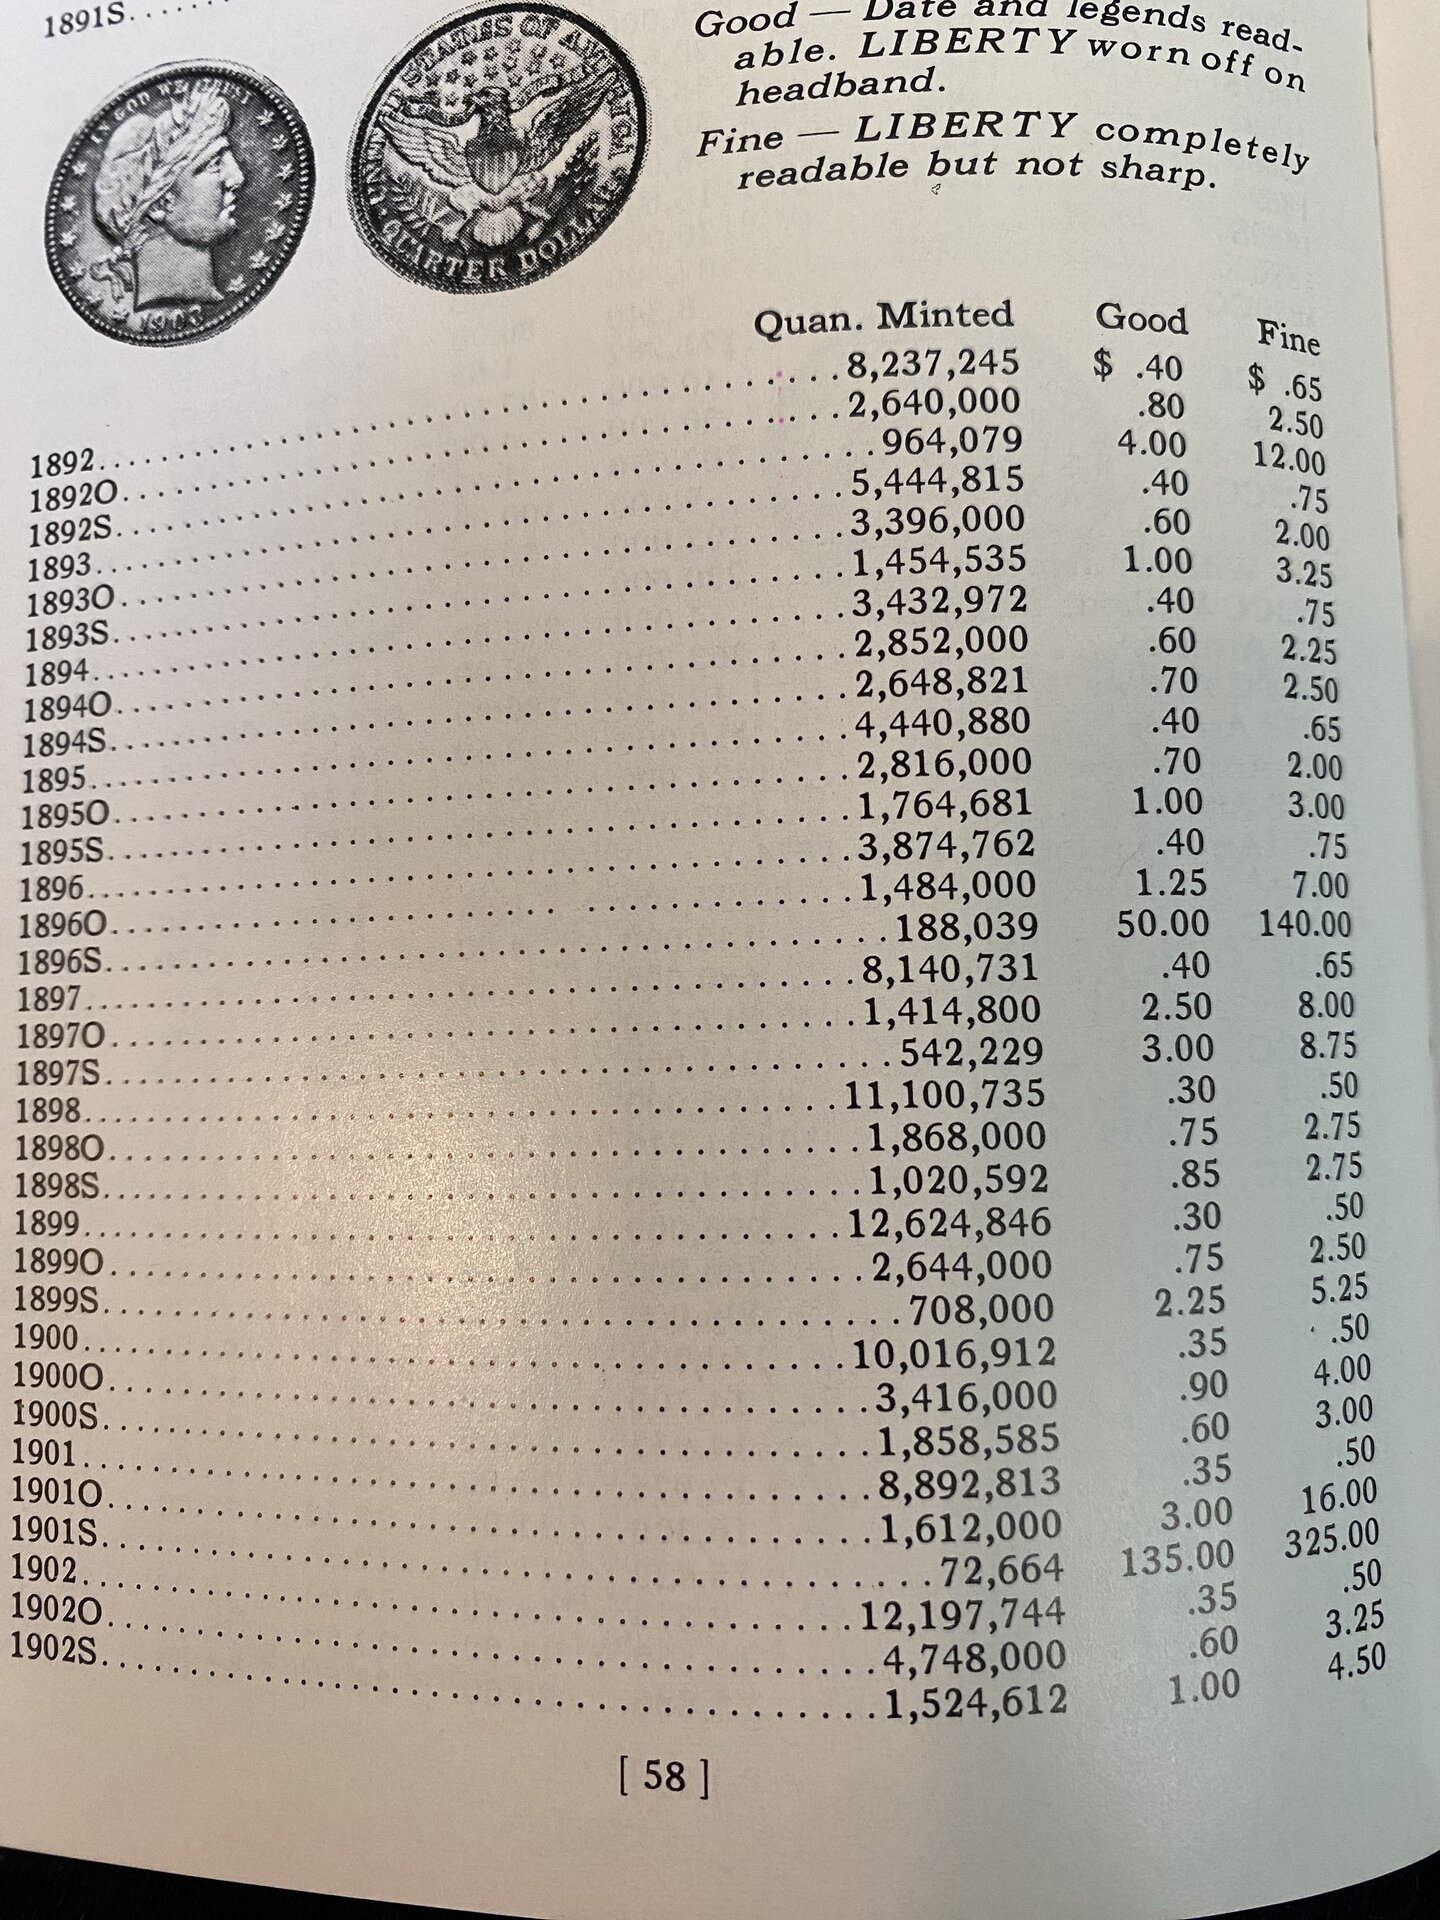 1891S......
Good — Date and legends read-
able. LIBERTY worn off on
headband.
Fine — LIBERTY completely
readable but not sharp.
IN GOD WE TRUST
1903
UNITED STATES OF AMERICA
QUARTER DOLLAR
Quan. Minted Good Fine
1892 8,237,245 $ .40 $ .65
1892O 2,640,000 .80 2.50
1892S 964,079 4.00 12.00
1893 5,444,815 .40 .75
1893O 3,396,000 .60 2.00
1893S 1,454,535 1.00 3.25
1894 3,432,972 .40 .75
1894O 2,852,000 .60 2.25
1894S 2,648,821 .70 2.50
1895 4,440,880 .40 .65
1895O 2,816,000 .70 2.00
1895S 1,764,681 1.00 3.00
1896 3,874,762 .40 .75
1896O 1,484,000 1.25 7.00
1896S 188,039 50.00 140.00
1897 8,140,731 .40 .65
1897O 1,414,800 2.50 8.00
1897S 542,229 3.00 8.75
1898 11,100,735 .30 .50
1898O 1,868,000 .75 2.75
1898S 1,020,592 .85 2.75
1899 12,624,846 .30 .50
1899O 2,644,000 .75 2.50
1899S 708,000 2.25 5.25
1900 10,016,912 .35 .50
1900O 3,416,000 .90 4.00
1900S 1,858,585 .60 3.00
1901 8,892,813 .35 .50
1901O 1,612,000 3.00 16.00
1901S 72,664 135.00 325.00
1902 12,197,744 .35 .50
1902O 4,748,000 .60 3.25
1902S 1,524,612 1.00 4.50
[ 58 ]